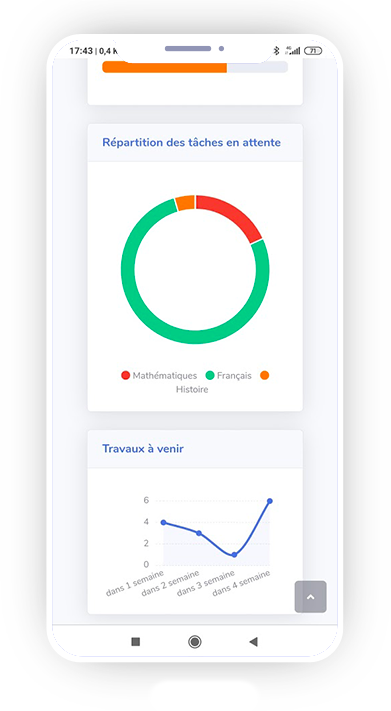 17:43 | 0,4
4G 71
Répartition des tâches en attente
Mathématiques Français
Histoire
Travaux à venir
6
4
2
0
dans 1 semaine
dans 2 semaine
dans 3 semaine
dans 4 semaine